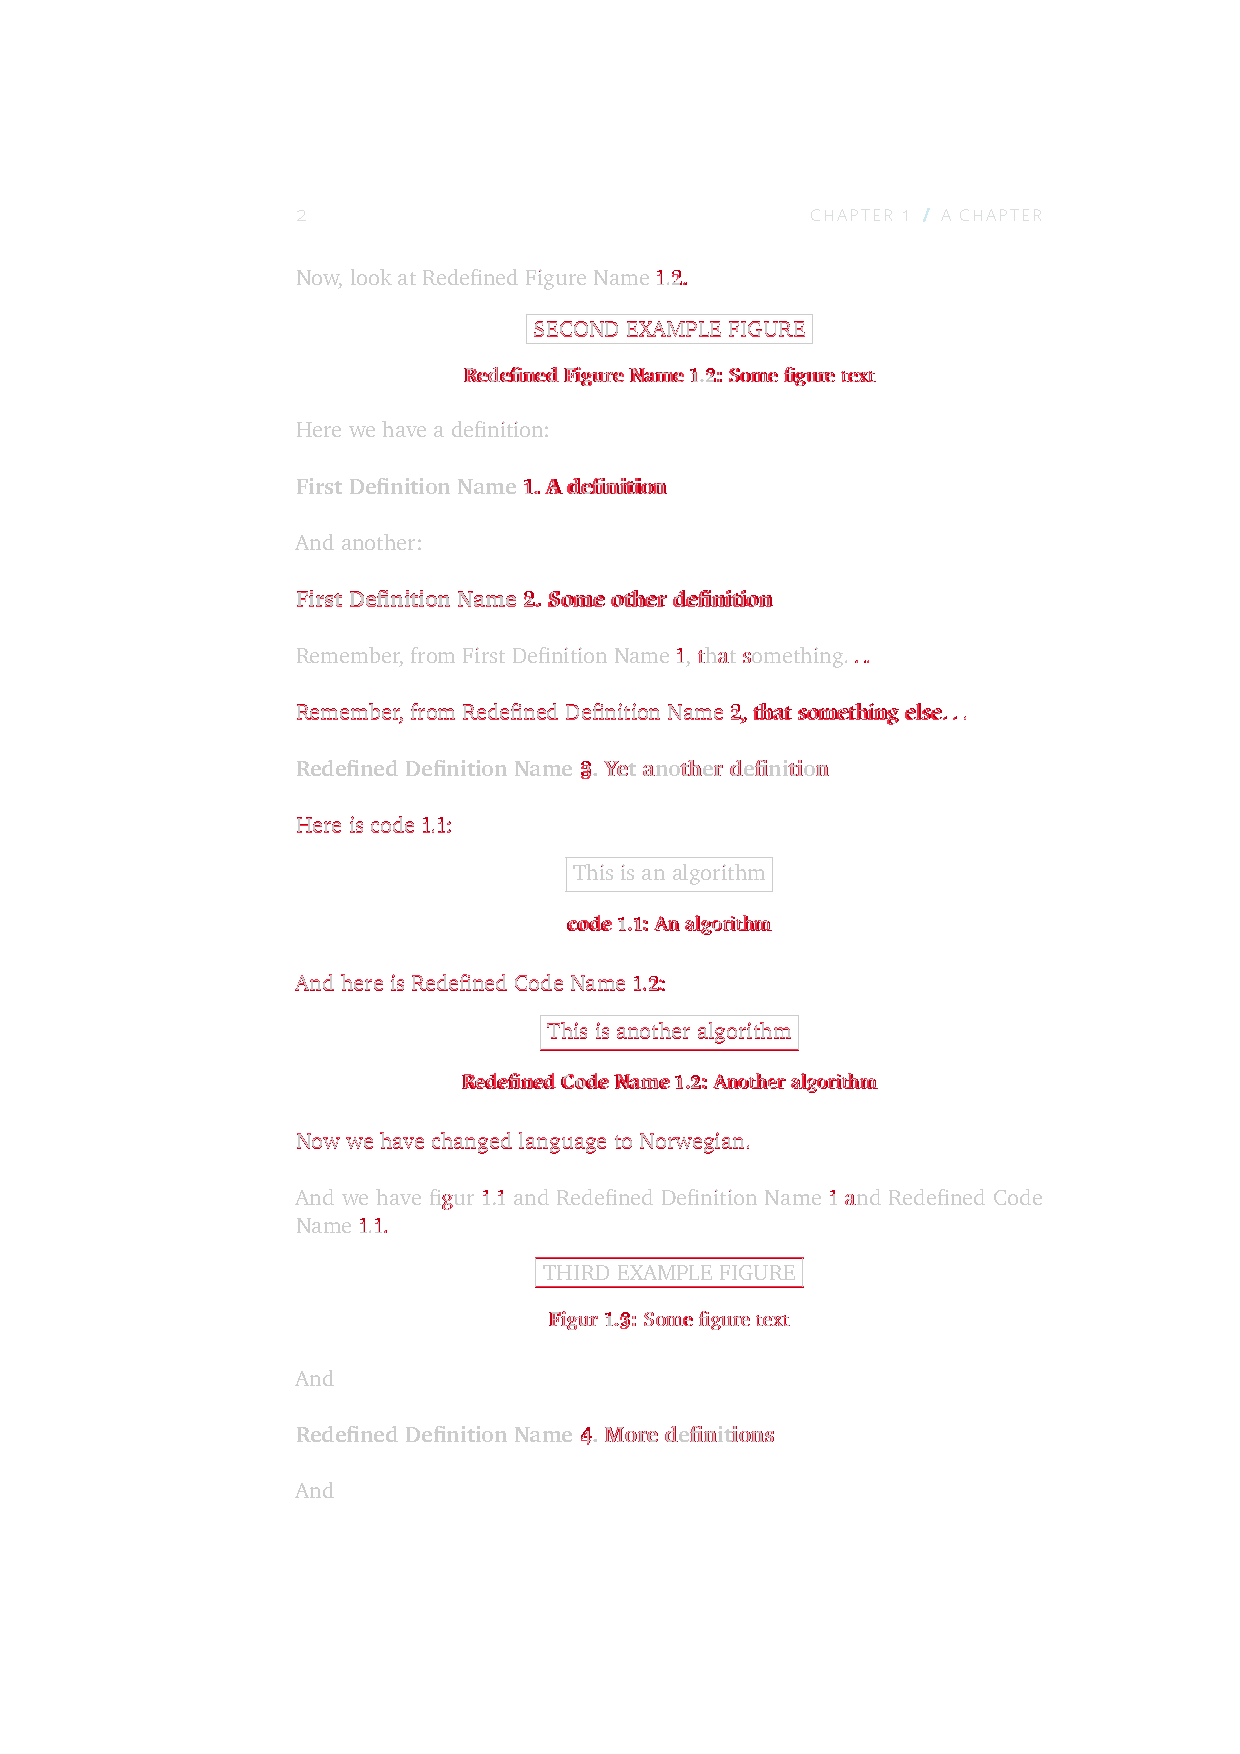 2 CHAPTER 1 / A CHAPTER
Now, look at Redefined Figure Name 1.2.
SECOND EXAMPLE FIGURE
Redefined Figure Name 1.2: Some figure text
Here we have a definition:
First Definition Name 1. A definition
And another:
First Definition Name 2. Some other definition
Remember, from First Definition Name 1, that something. . .
Remember, from Redefined Definition Name 2, that something else. . .
Redefined Definition Name 3. Yet another definition
Here is code 1.1:
This is an algorithm
code 1.1: An algorithm
And here is Redefined Code Name 1.2:
This is another algorithm
Redefined Code Name 1.2: Another algorithm
Now we have changed language to Norwegian.
And we have figur 1.1 and Redefined Definition Name 1 and Redefined Code
Name 1.1.
THIRD EXAMPLE FIGURE
Figur 1.3: Some figure text
And
Redefined Definition Name 4. More definitions
And